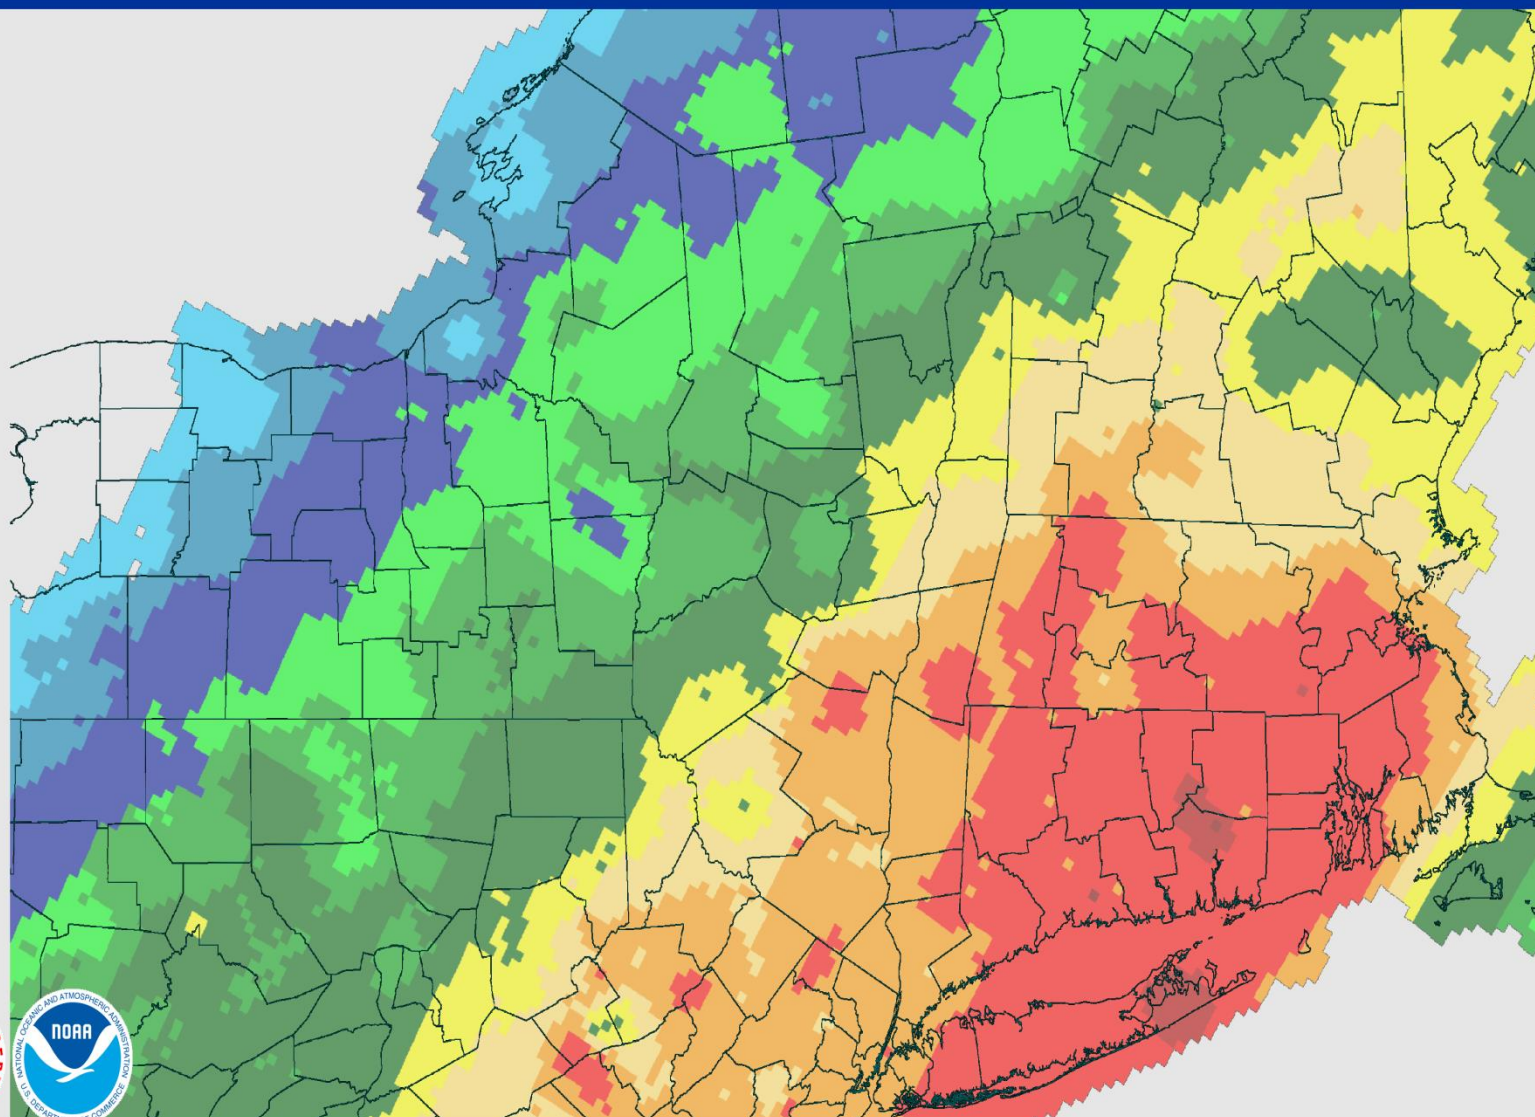 NATIONAL OCEANIC AND ATMOSPHERIC ADMINISTRATION
NOAA
U.S. DEPARTMENT OF COMMERCE